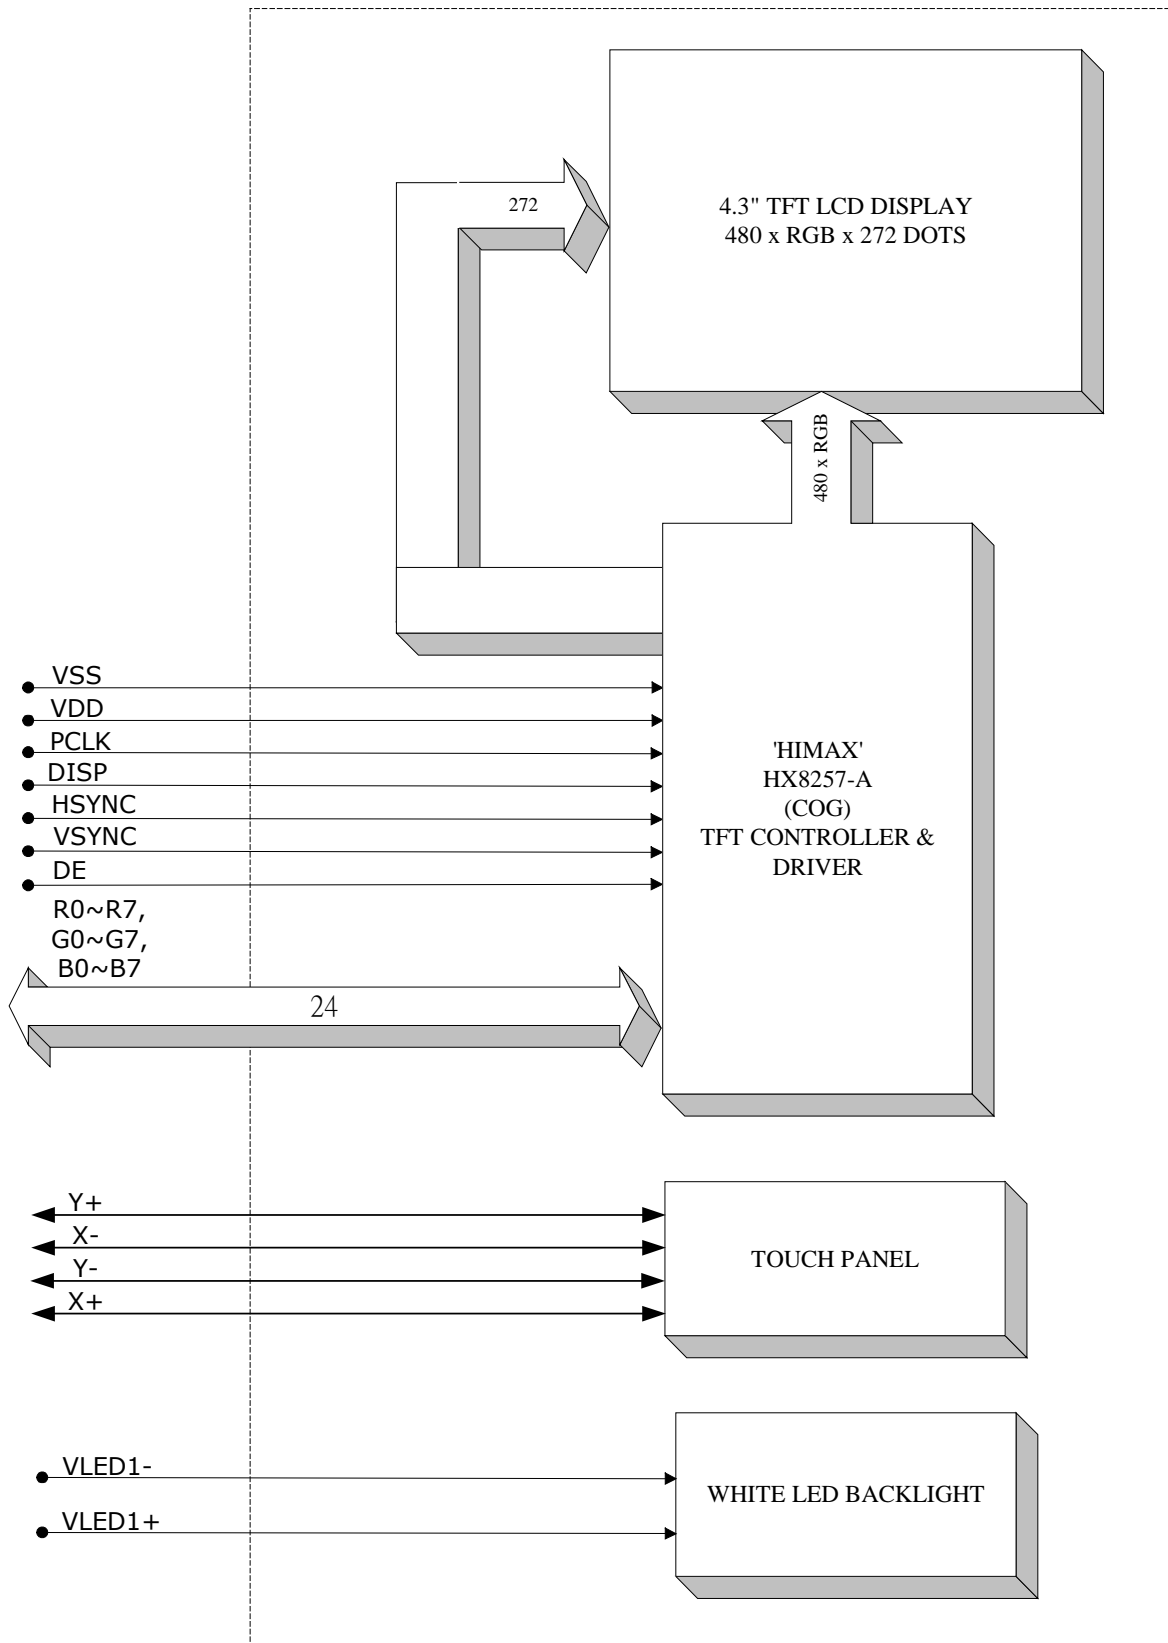 4.3" TFT LCD DISPLAY
480 x RGB x 272 DOTS
272
480 x RGB
VSS
VDD
PCLK
DISP
HSYNC
VSYNC
DE
R0~R7,
G0~G7,
B0~B7
24
'HIMAX'
HX8257-A
(COG)
TFT CONTROLLER &
DRIVER
Y+
X-
Y-
X+
TOUCH PANEL
VLED1-
VLED1+
WHITE LED BACKLIGHT